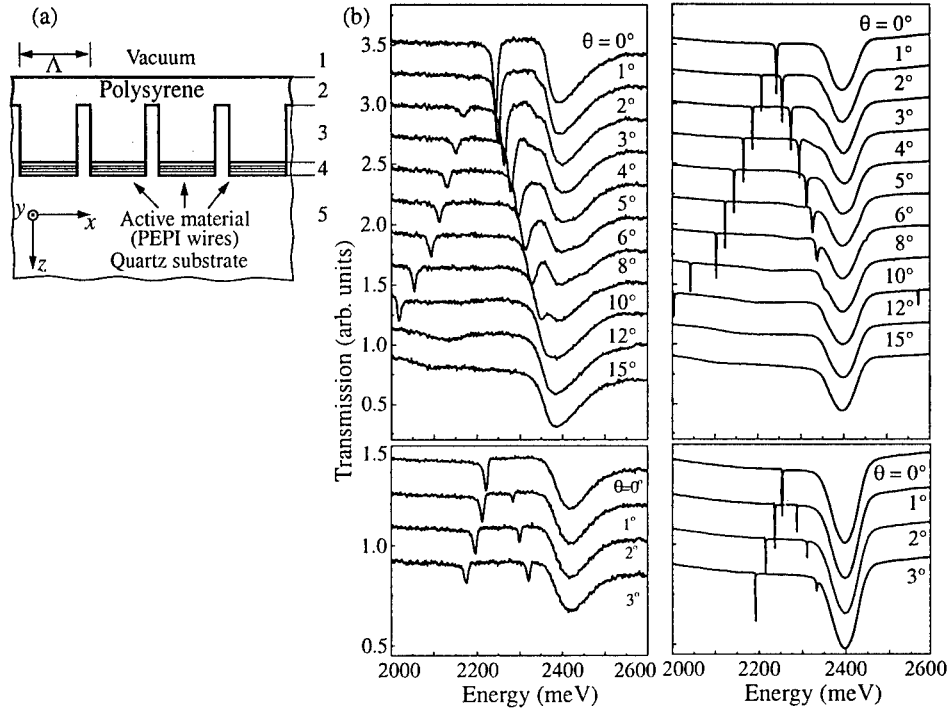 (a)
Λ
Vacuum
1
Polysyrene
2
3
4
5
y
x
z
Active material
(PEPI wires)
Quartz substrate
(b)
Transmission (arb. units)
3.5
3.0
2.5
2.0
1.5
1.0
0.5
θ = 0°
1°
2°
3°
4°
5°
6°
8°
10°
12°
15°
θ = 0°
1°
2°
3°
4°
5°
6°
8°
10°
12°
15°
1.5
1.0
0.5
θ=0°
1°
2°
3°
θ = 0°
1°
2°
3°
2000 2200 2400 2600
Energy (meV)
2000 2200 2400 2600
Energy (meV)